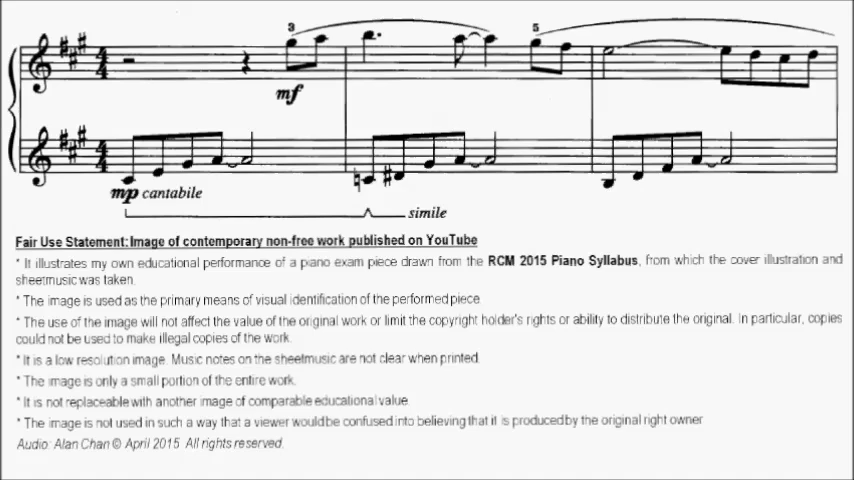 3
5
4 4
mf
4 4
mp cantabile
simile
Fair Use Statement: Image of contemporary non-free work published on YouTube
* It illustrates my own educational performance of a piano exam piece drawn from the RCM 2015 Piano Syllabus, from which the cover illustration and
sheetmusic was taken.
* The image is used as the primary means of visual identification of the performed piece.
* The use of the image will not affect the value of the original work or limit the copyright holder's rights or ability to distribute the original. In particular, copies
could not be used to make illegal copies of the work.
* It is a low resolution image. Music notes on the sheetmusic are not clear when printed.
* The image is only a small portion of the entire work.
* It is not replaceable with another image of comparable educational value.
* The image is not used in such a way that a viewer would be confused into believing that it is produced by the original right owner
Audio: Alan Chan © April 2015 All rights reserved.